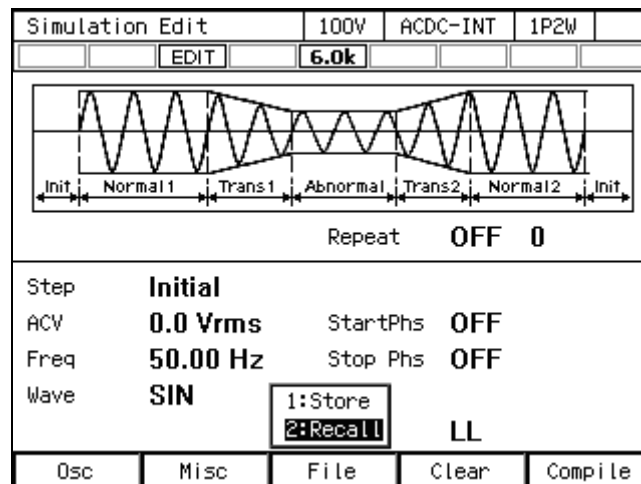 Simulation Edit 100V ACDC-INT 1P2W
EDIT 6.0k
Init Normal1 Trans1 Abnormal Trans2 Normal2 Init
Repeat OFF 0
Step Initial
ACV 0.0 Vrms StartPhs OFF
Freq 50.00 Hz Stop Phs OFF
Wave SIN
1:Store
2:Recall LL
Osc Misc File Clear Compile